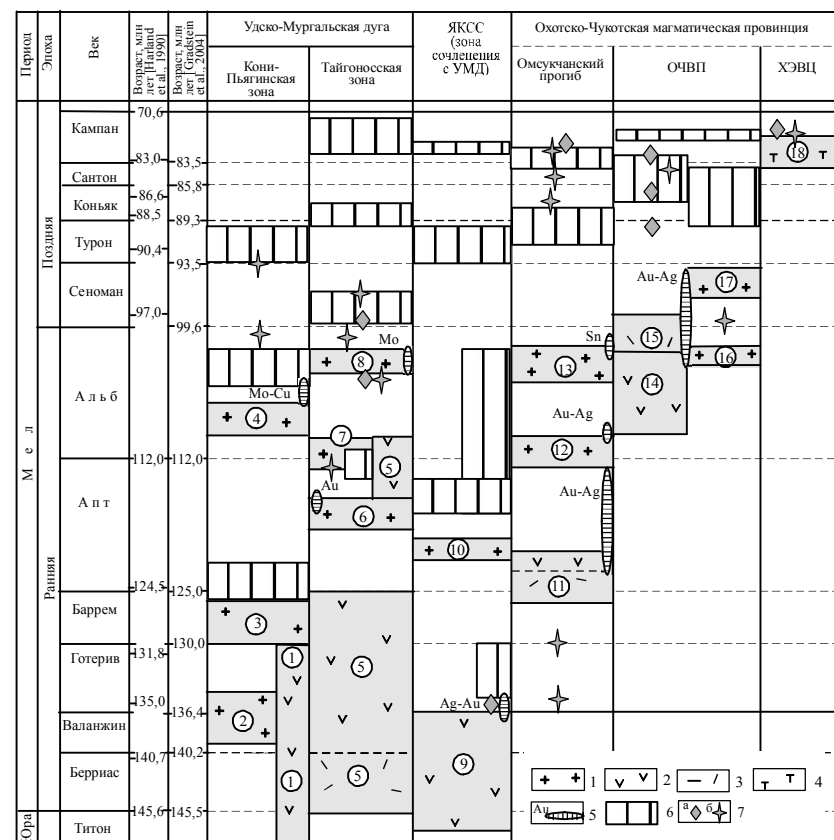 Удско-Мургальская дуга
ЯКСС
(зона
сочленения
с УМД)
Охотско-Чукотская магматическая провинция
Период
Эпоха
Век
Возраст, млн
лет [Harland
et al., 1990]
Возраст, млн
лет [Gradstein
et al., 2004]
Кони-
Пьягинская
зона
Тайгоносская
зона
Омсукчанский
прогиб
ОЧВП
ХЭВЦ
70,6
Кампан
18
83,0
83,5
Сантон
85,8
86,6
Коньяк
88,5
89,3
Поздняя
Турон
90,4
93,5
Au-Ag
17
Сеноман
97,0
99,6
Mo
Sn
15
8
13
16
Mo-Cu
14
Альб
4
Au-Ag
7
12
М е л
112,0
5
Au
Au-Ag
Апт
6
10
Ранняя
11
124,5
125,0
Баррем
3
130,0
131,8
Готерив
1
5
135,0
Ag-Au
136,4
2
Валанжин
140,2
140,7
9
Берриас
1
5
1
2
3
4
145,6
145,5
Au
5
6
а
б
7
Юра
Титон